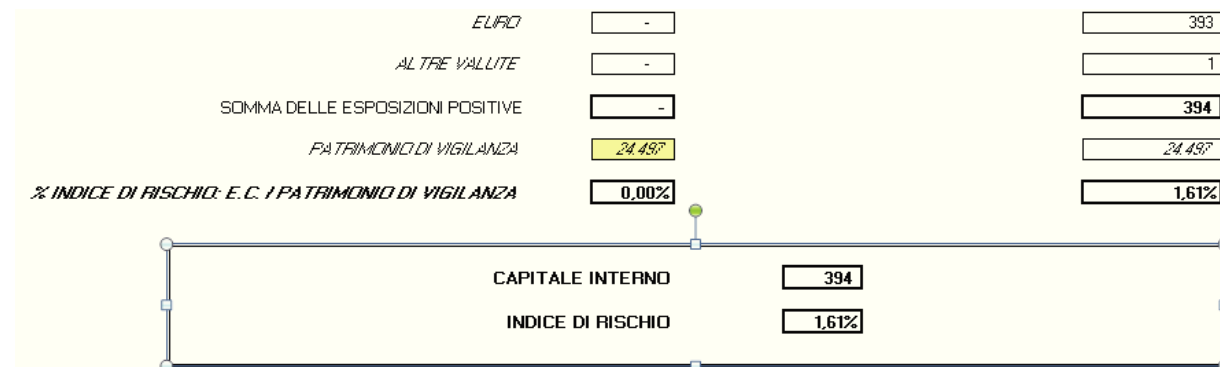 EURO - 393
ALTRE VALUTE - 1
SOMMA DELLE ESPOSIZIONI POSITIVE - 394
PATRIMONIO DI VIGILANZA 24.497 24.497
% INDICE DI RISCHIO: E.C. / PATRIMONIO DI VIGILANZA 0,00% 1,61%
CAPITALE INTERNO 394
INDICE DI RISCHIO 1,61%